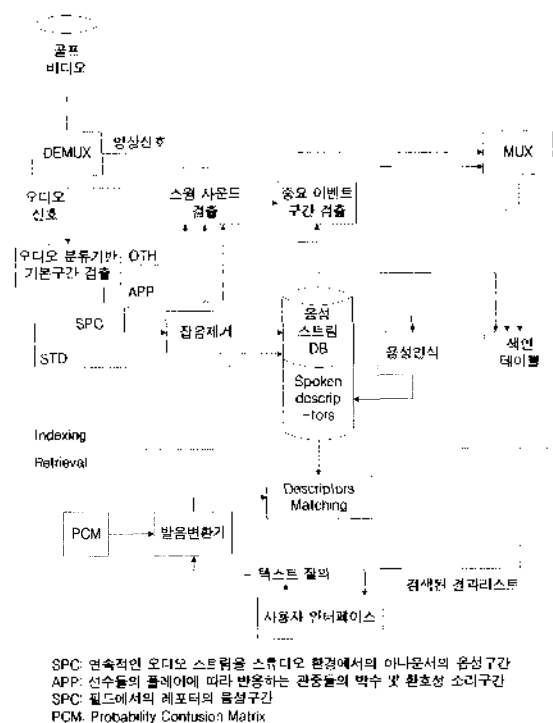 골프
비디오
DEMUX
영상신호
MUX
오디오
신호
스윙 사운드
검출
중요 이벤트
구간 검출
오디오 분류기반
기본구간 검출
OTH
APP
SPC
STD
잡음제거
음성
스트림
DB
Spoken
descrip
-tors
음성인식
색인
테이블
Indexing
Retrieval
Descriptors
Matching
PCM
발음변환기
텍스트 질의
검색된 결과리스트
사용자 인터페이스
SPC: 연속적인 오디오 스트림을 스튜디오 환경에서의 아나운서의 음성구간
APP: 선수들의 플레이에 따라 반응하는 관중들의 박수 및 환호성 소리구간
SPC: 필드에서의 레포터의 음성구간
PCM: Probability Confusion Matrix